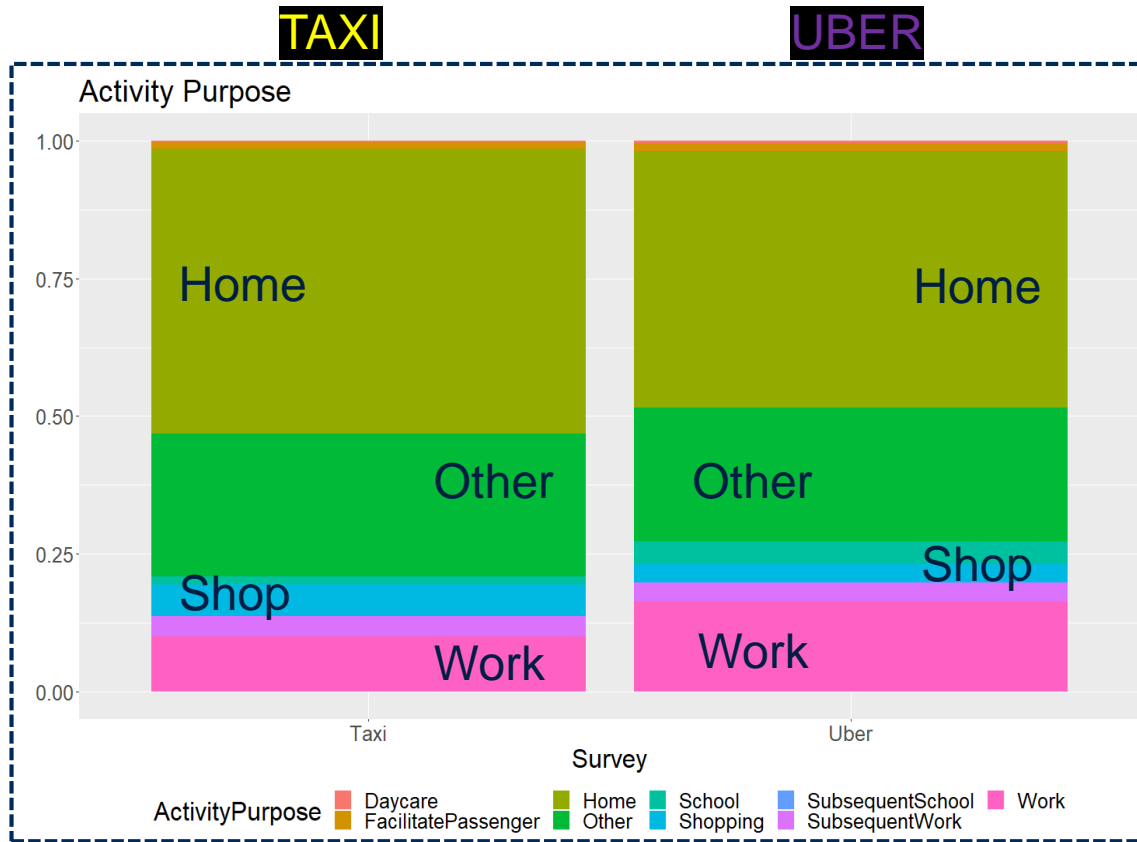 TAXI UBER
Activity Purpose
1.00
Home Home
0.75
0.50
Other Other
0.25
Shop Shop
Work Work
0.00
Taxi Uber
Survey
ActivityPurpose
Daycare Home School SubsequentSchool Work
FacilitatePassenger Other Shopping SubsequentWork